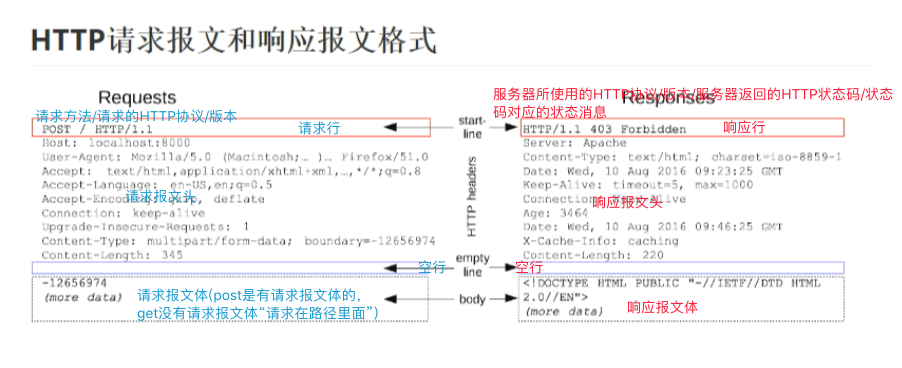 HTTP请求报文和响应报文格式
Requests
请求方法/请求的HTTP协议/版本
POST / HTTP/1.1
请求行
Host: localhost:8000
User-Agent: Mozilla/5.0 (Macintosh;… )… Firefox/51.0
Accept: text/html,application/xhtml+xml,…,*/*;q=0.8
Accept-Language: en-US,en;q=0.5
请求报文头
Accept-Encoding: gzip, deflate
Connection: keep-alive
Upgrade-Insecure-Requests: 1
Content-Type: multipart/form-data; boundary=-12656974
Content-Length: 345
空行
-12656974
(more data)
请求报文体(post是有请求报文体的,
get没有请求报文体“请求在路径里面”)
start-
line
HTTP headers
empty
line
body
服务器所使用的HTTP协议/版本/服务器返回的HTTP状态码/状态
码对应的状态消息
Responses
HTTP/1.1 403 Forbidden
响应行
Server: Apache
Content-Type: text/html; charset=iso-8859-1
Date: Wed, 10 Aug 2016 09:23:25 GMT
Keep-Alive: timeout=5, max=1000
Connection: Keep-Alive
响应报文头
Age: 3464
Date: Wed, 10 Aug 2016 09:46:25 GMT
X-Cache-Info: caching
Content-Length: 220
空行
<!DOCTYPE HTML PUBLIC "-//IETF//DTD HTML
2.0//EN">
(more data)
响应报文体